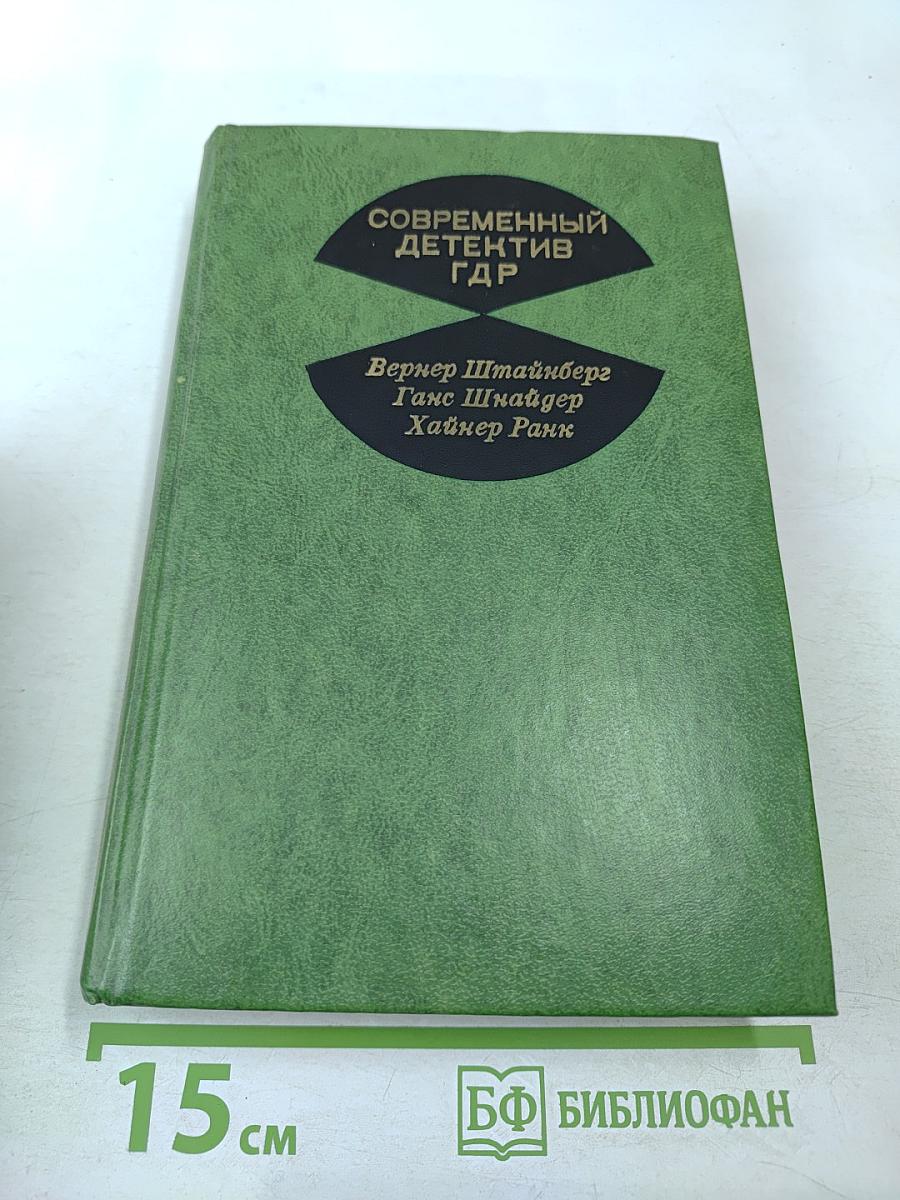 СОВРЕМЕННЫЙ
ДЕТЕКТИВ
ГДР
Вернер Штайнберг
Ганс Шнайдер
Хайнер Ранк
15 см
БФ БИБЛИОФАН